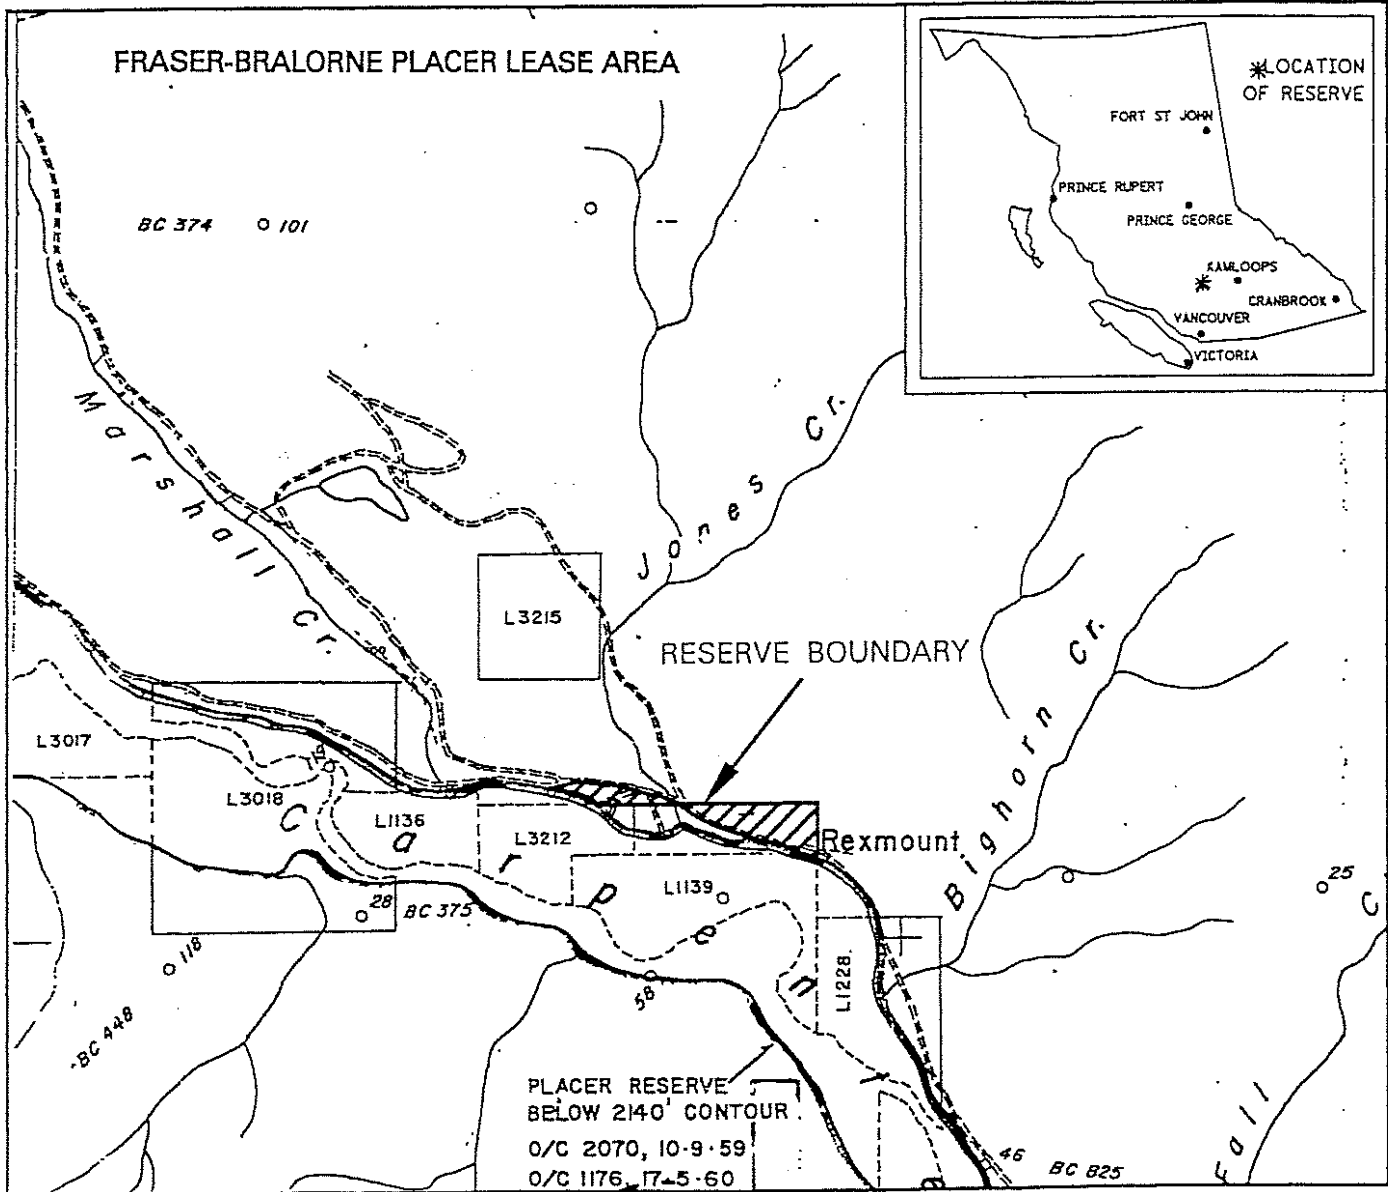 FRASER-BRALORNE PLACER LEASE AREA
LOCATION
OF RESERVE
FORT ST JOHN
PRINCE RUPERT
PRINCE GEORGE
KAMLOOPS
CRANBROOK
VANCOUVER
VICTORIA
BC 374
101
Marshall Cr.
Jones Cr.
L3215
RESERVE BOUNDARY
Bighorn Cr.
L3017
L3018
L1136
L3212
Rexmount
L1139
25
28
BC 375
118
58
L1228
BC 448
Carpen
PLACER RESERVE
BELOW 2140' CONTOUR
O/C 2070, 10-9-59
O/C 1176, 17-5-60
46
BC 825
Fall C